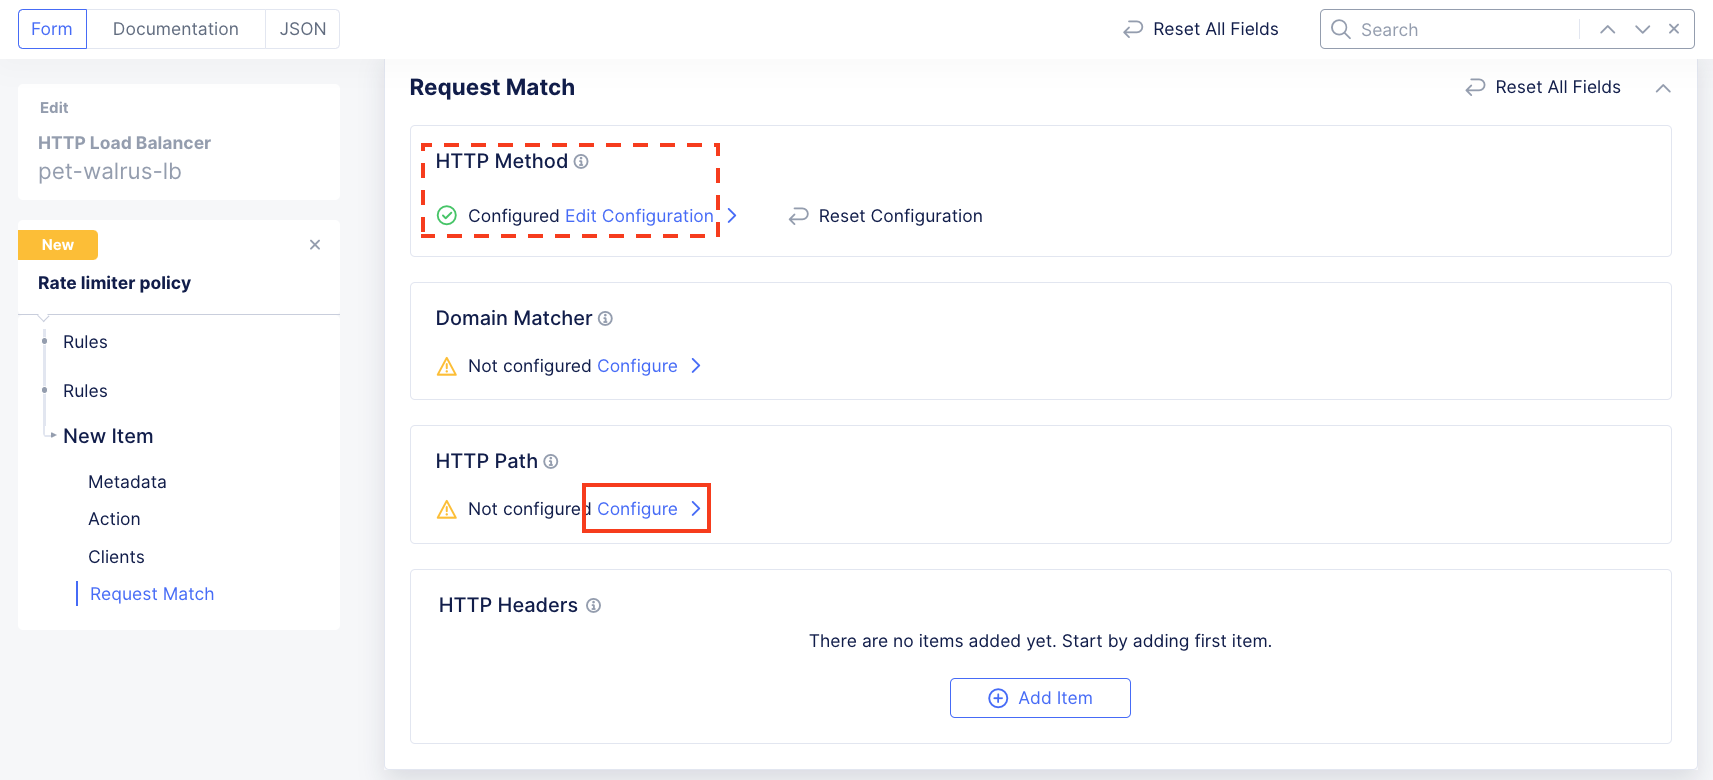 Form Documentation JSON
Reset All Fields
Search
Edit
HTTP Load Balancer
pet-walrus-lb
New
Rate limiter policy
Rules
Rules
New Item
Metadata
Action
Clients
Request Match
Request Match
Reset All Fields
HTTP Method
Configured Edit Configuration
Reset Configuration
Domain Matcher
Not configured Configure
HTTP Path
Not configured Configure
HTTP Headers
There are no items added yet. Start by adding first item.
Add Item